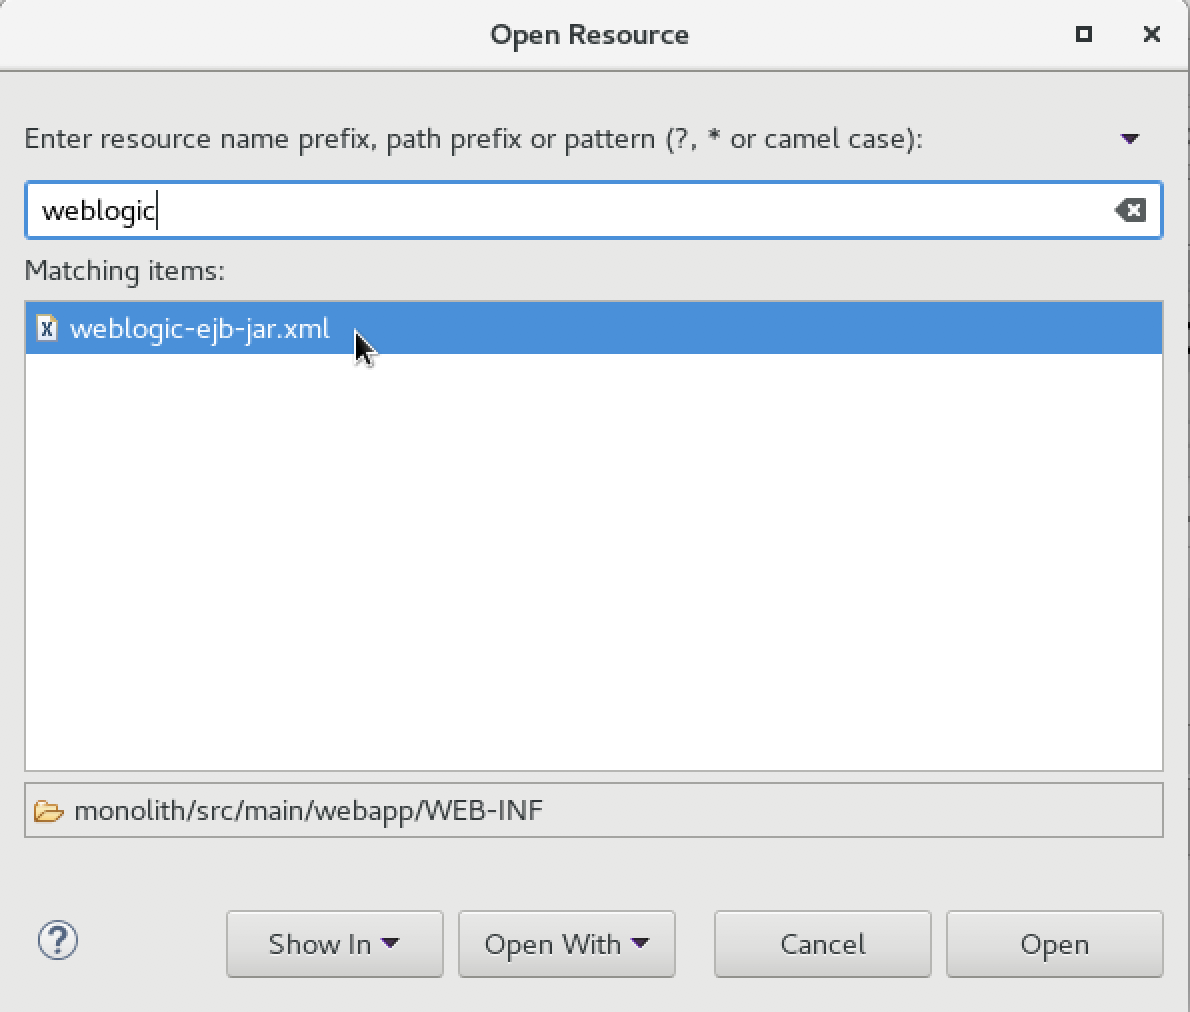 Open Resource
Enter resource name prefix, path prefix or pattern (?, * or camel case):
weblogic
Matching items:
weblogic-ejb-jar.xml
monolith/src/main/webapp/WEB-INF
Show In
Open With
Cancel
Open